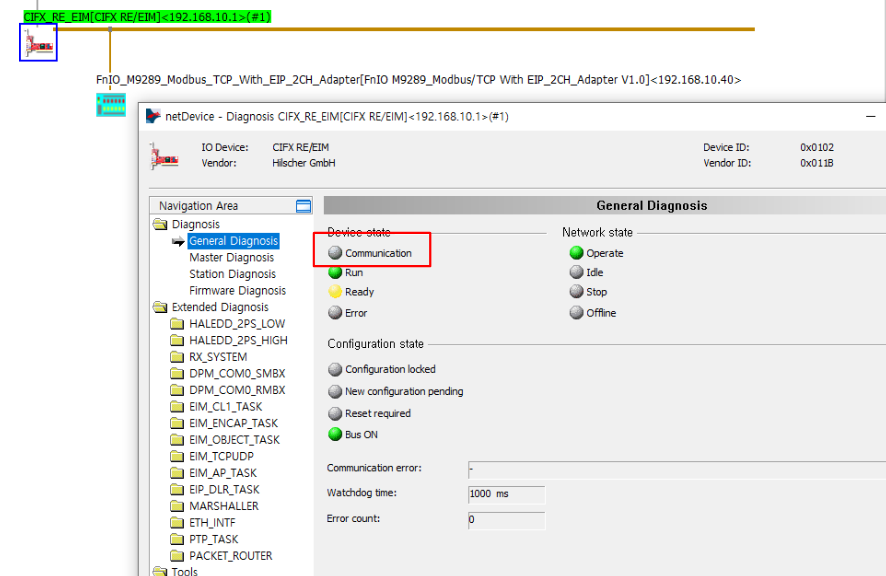 CIFX_RE_EIM[CIFX RE/EIM]<192.168.10.1>(#1)
FnIO_M9289_Modbus_TCP_With_EIP_2CH_Adapter[FnIO M9289_Modbus/TCP With EIP_2CH_Adapter V1.0]<192.168.10.40>
netDevice - Diagnosis CIFX_RE_EIM[CIFX RE/EIM]<192.168.10.1>(#1)
IO Device: CIFX RE/EIM Device ID: 0x0102
Vendor: Hilscher GmbH Vendor ID: 0x011B
Navigation Area
Diagnosis
General Diagnosis
Master Diagnosis
Station Diagnosis
Firmware Diagnosis
Extended Diagnosis
HALEDD_2PS_LOW
HALEDD_2PS_HIGH
RX_SYSTEM
DPM_COM0_SMBX
DPM_COM0_RMBX
EIM_CL1_TASK
EIM_ENCAP_TASK
EIM_OBJECT_TASK
EIM_TCPUDP
EIM_AP_TASK
EIP_DLR_TASK
MARSHALLER
ETH_INTF
PTP_TASK
PACKET_ROUTER
Tools
General Diagnosis
Device state
Communication
Run
Ready
Error
Network state
Operate
Idle
Stop
Offline
Configuration state
Configuration locked
New configuration pending
Reset required
Bus ON
Communication error: -
Watchdog time: 1000 ms
Error count: 0